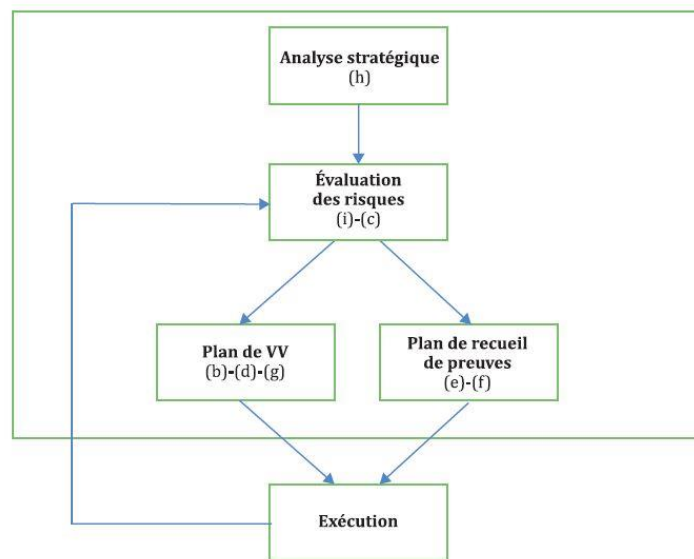 Analyse stratégique
(h)
Évaluation
des risques
(i)-(c)
Plan de VV
(b)-(d)-(g)
Plan de recueil
de preuves
(e)-(f)
Exécution